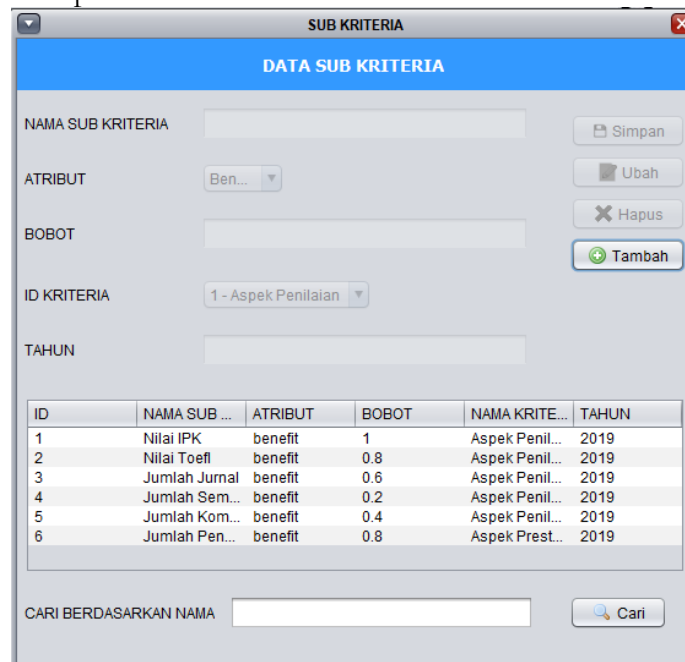 SUB KRITERIA
DATA SUB KRITERIA
NAMA SUB KRITERIA
Simpan
ATRIBUT
Ben...
Ubah
Hapus
BOBOT
Tambah
ID KRITERIA
1 - Aspek Penilaian
TAHUN
ID NAMA SUB ... ATRIBUT BOBOT NAMA KRITE... TAHUN
1 Nilai IPK benefit 1 Aspek Penil... 2019
2 Nilai Toefl benefit 0.8 Aspek Penil... 2019
3 Jumlah Jurnal benefit 0.6 Aspek Penil... 2019
4 Jumlah Sem... benefit 0.2 Aspek Penil... 2019
5 Jumlah Kom... benefit 0.4 Aspek Penil... 2019
6 Jumlah Pen... benefit 0.8 Aspek Prest... 2019
CARI BERDASARKAN NAMA
Cari